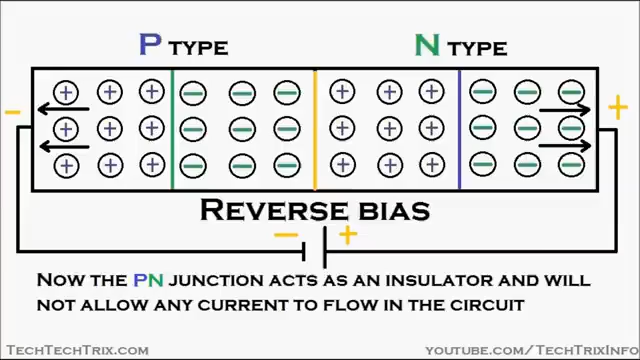 P TYPE
N TYPE
- +
REVERSE BIAS
- +
NOW THE PN JUNCTION ACTS AS AN INSULATOR AND WILL
NOT ALLOW ANY CURRENT TO FLOW IN THE CIRCUIT
TECHTECHTRIX.COM
YOUTUBE.COM/TECHTRIXINFO